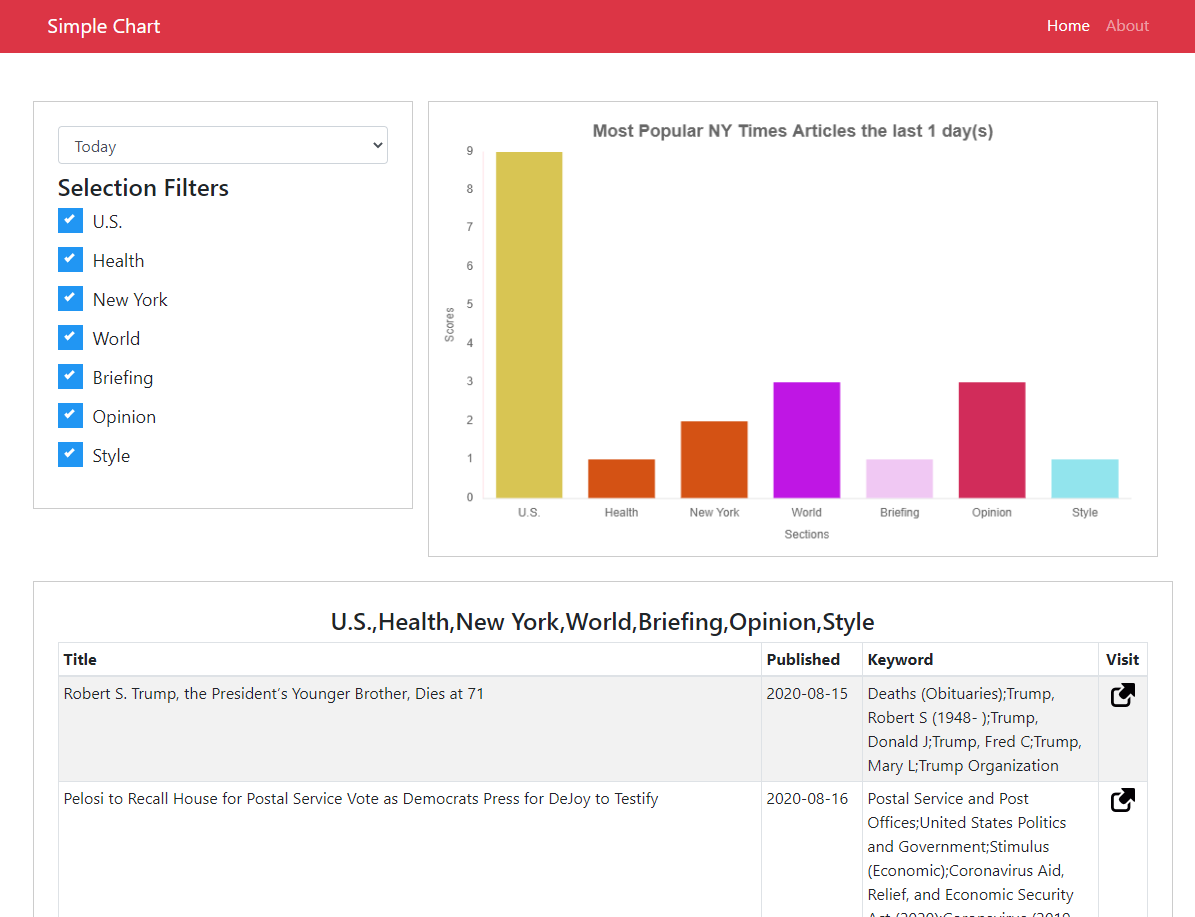 Simple Chart
Home About
Today
Selection Filters
U.S.
Health
New York
World
Briefing
Opinion
Style
Most Popular NY Times Articles the last 1 day(s)
9
8
7
6
5
4
3
2
1
0
Scores
U.S. Health New York World Briefing Opinion Style
Sections
U.S.,Health,New York,World,Briefing,Opinion,Style
Title Published Keyword Visit
Robert S. Trump, the President’s Younger Brother, Dies at 71 2020-08-15 Deaths (Obituaries);Trump,
Robert S (1948- );Trump,
Donald J;Trump, Fred C;Trump,
Mary L;Trump Organization
Pelosi to Recall House for Postal Service Vote as Democrats Press for DeJoy to Testify 2020-08-16 Postal Service and Post
Offices;United States Politics
and Government;Stimulus
(Economic);Coronavirus Aid,
Relief, and Economic Security
Act (2020);Coronavirus (2019